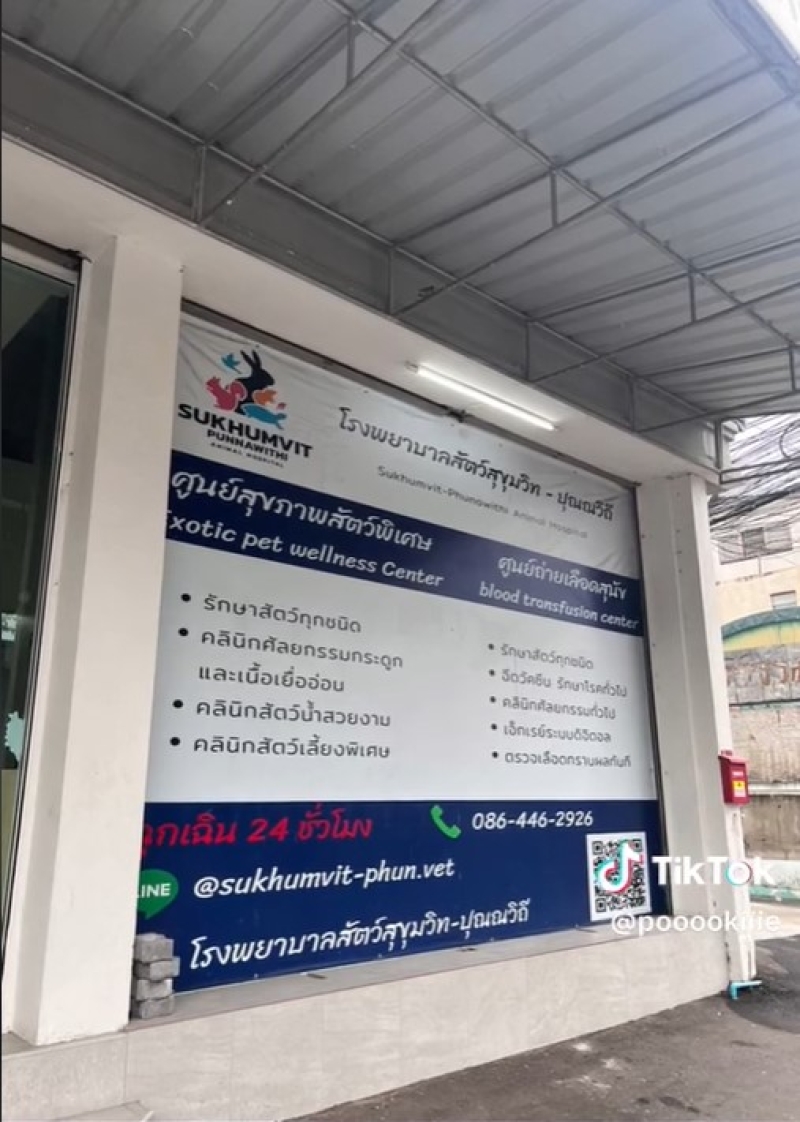 SUKHUMVIT
PUNNAWITHI
ANIMAL HOSPITAL
โรงพยาบาลสัตว์สุขุมวิท - ปุณณวิถี
Sukhumvit-Phunawithi Animal Hospital
ศูนย์สุขภาพสัตว์พิเศษ
Exotic pet wellness Center
ศูนย์ถ่ายเลือดสุนัข
blood transfusion center
• รักษาสัตว์ทุกชนิด
• คลินิกศัลยกรรมกระดูก
และเนื้อเยื่ออ่อน
• คลินิกสัตว์น้ำสวยงาม
• คลินิกสัตว์เลี้ยงพิเศษ
• รักษาสัตว์ทุกชนิด
• ฉีดวัคซีน รักษาโรคทั่วไป
• คลินิกศัลยกรรมทั่วไป
• เอ็กเรย์ระบบดิจิตอล
• ตรวจเลือดทราบผลทันที
ฉุกเฉิน 24 ชั่วโมง
086-446-2926
LINE @sukhumvit-phun.vet
โรงพยาบาลสัตว์สุขุมวิท-ปุณณวิถี
TikTok